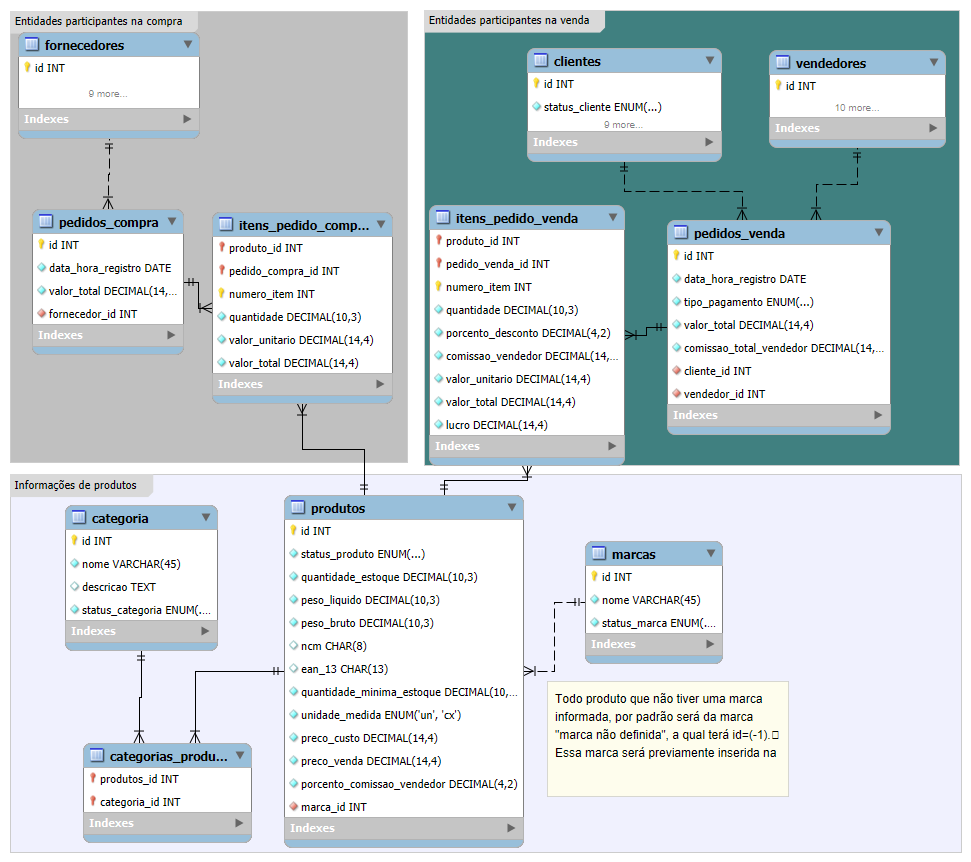 Entidades participantes na compra
fornecedores
id INT
9 more...
Indexes
pedidos_compra
id INT
data_hora_registro DATE
valor_total DECIMAL(14,...
fornecedor_id INT
Indexes
itens_pedido_comp...
produto_id INT
pedido_compra_id INT
numero_item INT
quantidade DECIMAL(10,3)
valor_unitario DECIMAL(14,4)
valor_total DECIMAL(14,4)
Indexes
Entidades participantes na venda
clientes
id INT
status_cliente ENUM(...)
9 more...
Indexes
vendedores
id INT
10 more...
Indexes
itens_pedido_venda
produto_id INT
pedido_venda_id INT
numero_item INT
quantidade DECIMAL(10,3)
porcento_desconto DECIMAL(4,2)
comissao_vendedor DECIMAL(14,...
valor_unitario DECIMAL(14,4)
valor_total DECIMAL(14,4)
lucro DECIMAL(14,4)
Indexes
pedidos_venda
id INT
data_hora_registro DATE
tipo_pagamento ENUM(...)
valor_total DECIMAL(14,4)
comissao_total_vendedor DECIMAL(14,...
cliente_id INT
vendedor_id INT
Indexes
Informações de produtos
categoria
id INT
nome VARCHAR(45)
descricao TEXT
status_categoria ENUM(....
Indexes
categorias_produ...
produtos_id INT
categoria_id INT
Indexes
produtos
id INT
status_produto ENUM(...)
quantidade_estoque DECIMAL(10,3)
peso_liquido DECIMAL(10,3)
peso_bruto DECIMAL(10,3)
ncm CHAR(8)
ean_13 CHAR(13)
quantidade_minima_estoque DECIMAL(10,...
unidade_medida ENUM('un', 'cx')
preco_custo DECIMAL(14,4)
preco_venda DECIMAL(14,4)
porcento_comissao_vendedor DECIMAL(4,2)
marca_id INT
Indexes
marcas
id INT
nome VARCHAR(45)
status_marca ENUM(....
Indexes
Todo produto que não tiver uma marca
informada, por padrão será da marca
"marca não definida", a qual terá id=(-1).
Essa marca será previamente inserida na